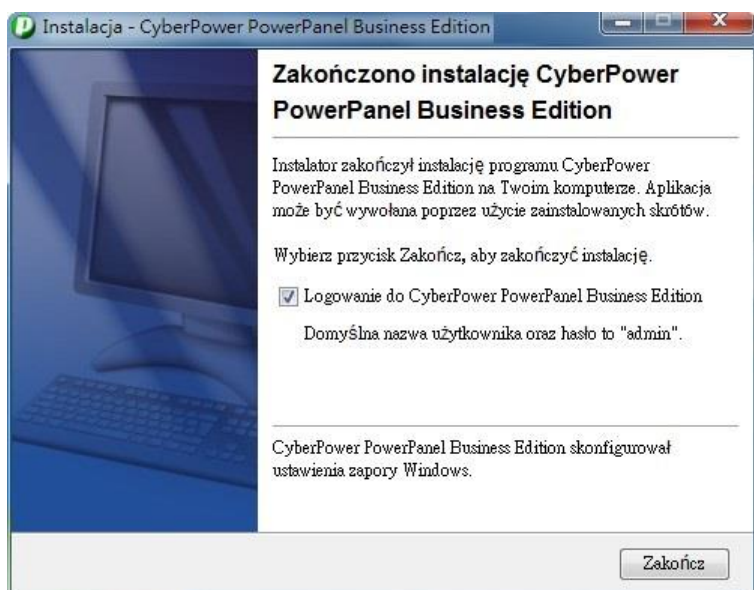 Instalacja - CyberPower PowerPanel Business Edition
Zakończono instalację CyberPower
PowerPanel Business Edition
Instalator zakończył instalację programu CyberPower
PowerPanel Business Edition na Twoim komputerze. Aplikacja
może być wywołana poprzez użycie zainstalowanych skrótów.
Wybierz przycisk Zakończ, aby zakończyć instalację.
Logowanie do CyberPower PowerPanel Business Edition
Domyślna nazwa użytkownika oraz hasło to "admin".
CyberPower PowerPanel Business Edition skonfigurował
ustawienia zapory Windows.
Zakończ